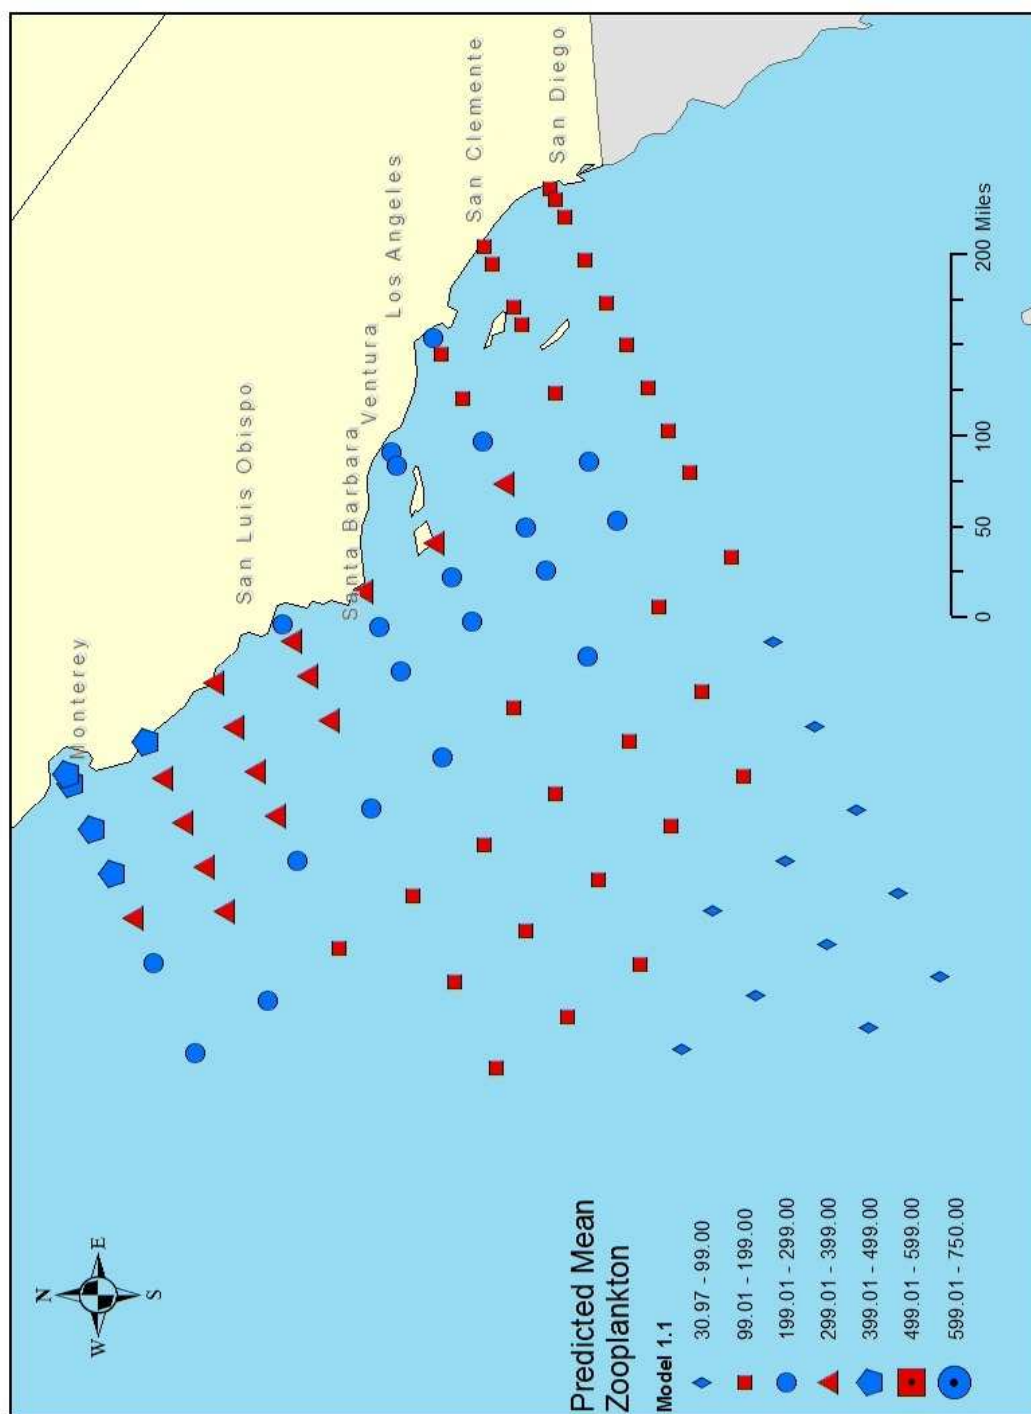 Monterey
San Luis Obispo
Santa Barbara
Ventura
Los Angeles
San Clemente
San Diego
N
W
E
S
Predicted Mean
Zooplankton
Model 1.1
30.97 - 99.00
99.01 - 199.00
199.01 - 299.00
299.01 - 399.00
399.01 - 499.00
499.01 - 599.00
599.01 - 750.00
0
50
100
200 Miles